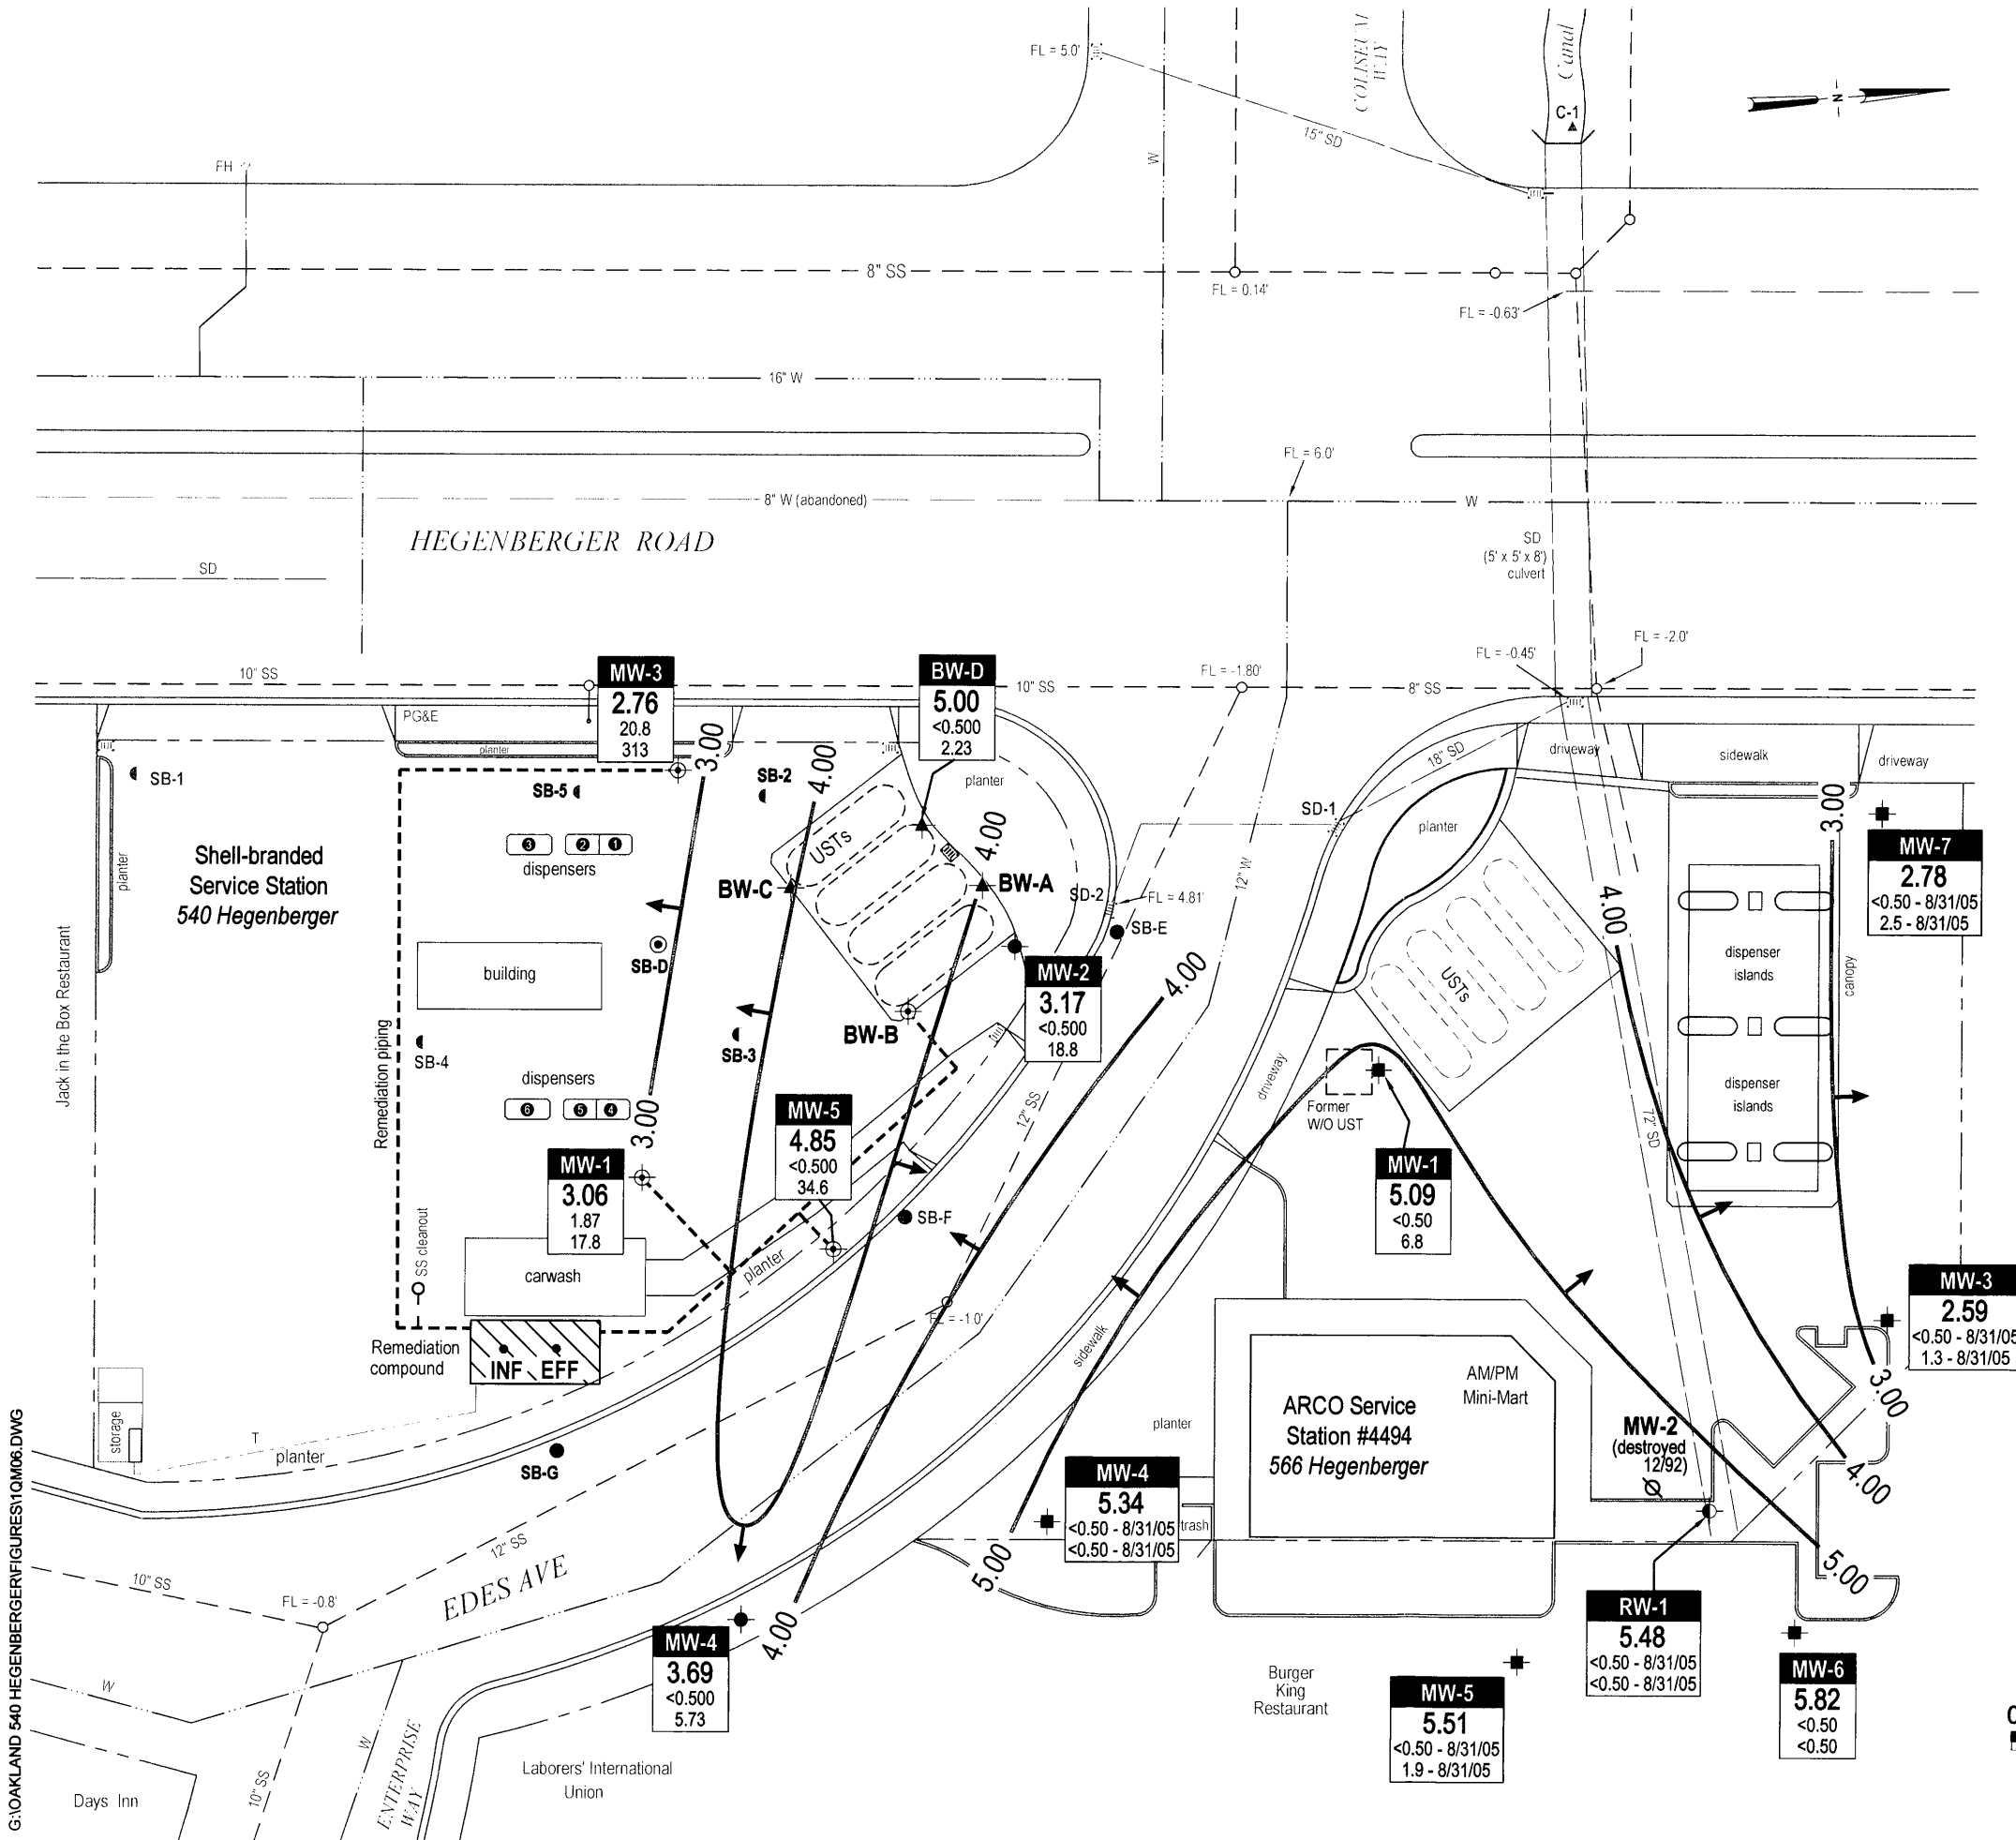 FL = 5.0'
COLISEUM
WAY
Canal
C-1
N
15" SD
W
FH
8" SS
FL = 0.14'
FL = -0.63'
16" W
FL = 6.0'
8" W (abandoned)
W
HEGENBERGER ROAD
SD
SD
(5' x 5' x 8')
culvert
FL = -2.0'
FL = -0.45'
FL = -1.80'
10" SS
10" SS
8" SS
MW-3
2.76
20.8
313
BW-D
5.00
<0.500
2.23
PG&E
planter
3.00
4.00
SB-1
SB-5
SB-2
planter
18" SD
driveway
sidewalk
driveway
SD-1
planter
3.00
MW-7
2.78
<0.50 - 8/31/05
2.5 - 8/31/05
planter
Shell-branded
Service Station
540 Hegenberger
3
2
1
dispensers
USTs
4.00
BW-C
BW-A
SD-2
FL = 4.81'
12" W
SB-E
4.00
USTs
dispenser
islands
canopy
Jack in the Box Restaurant
building
SB-D
MW-2
3.17
<0.500
18.8
4.00
BW-B
SB-3
SB-4
Remediation piping
dispensers
6
5
4
3.00
MW-5
4.85
<0.500
34.6
12" SS
driveway
Former
W/O UST
dispenser
islands
72" SD
MW-1
3.06
1.87
17.8
MW-1
5.09
<0.50
6.8
SB-F
SS cleanout
carwash
planter
FL = -1.0'
sidewalk
MW-3
2.59
<0.50 - 8/31/05
1.3 - 8/31/05
Remediation
compound
INF
EFF
AM/PM
Mini-Mart
3.00
storage
T
planter
SB-G
planter
ARCO Service
Station #4494
566 Hegenberger
MW-2
(destroyed
12/92)
4.00
MW-4
5.34
<0.50 - 8/31/05
<0.50 - 8/31/05
trash
12" SS
EDES AVE
5.00
5.00
10" SS
FL = -0.8'
4.00
MW-4
3.69
<0.500
5.73
RW-1
5.48
<0.50 - 8/31/05
<0.50 - 8/31/05
MW-6
5.82
<0.50
<0.50
Burger
King
Restaurant
MW-5
5.51
<0.50 - 8/31/05
1.9 - 8/31/05
W
W
ENTERPRISE
WAY
10" SS
Days Inn
Laborers' International
Union
G:\OAKLAND 540 HEGENBERGER\FIGURES\1QM06.DWG